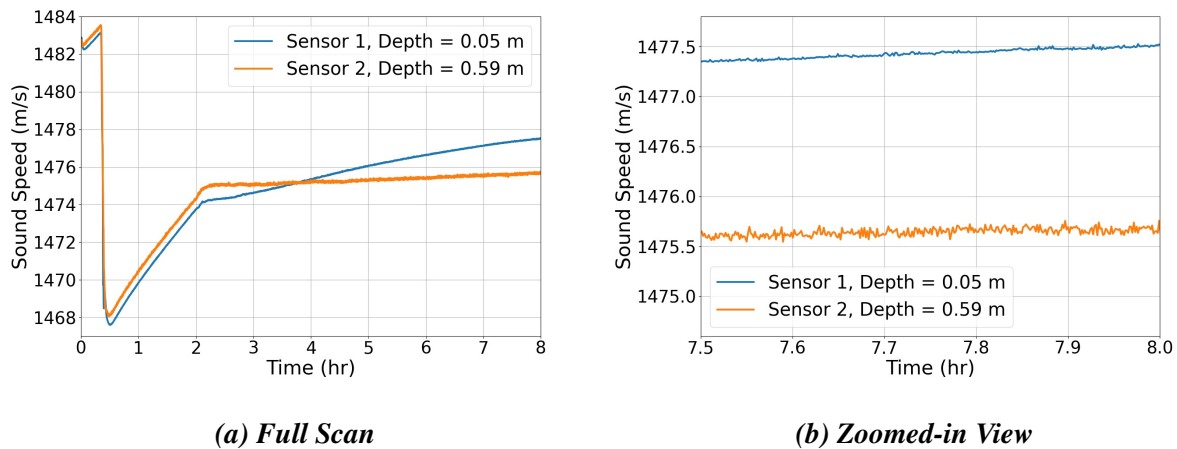 1484
1482
1480
1478
1476
1474
1472
1470
1468
Sound Speed (m/s)
Sensor 1, Depth = 0.05 m
Sensor 2, Depth = 0.59 m
0 1 2 3 4 5 6 7 8
Time (hr)
(a) Full Scan
1477.5
1477.0
1476.5
1476.0
1475.5
1475.0
Sound Speed (m/s)
Sensor 1, Depth = 0.05 m
Sensor 2, Depth = 0.59 m
7.5 7.6 7.7 7.8 7.9 8.0
Time (hr)
(b) Zoomed-in View